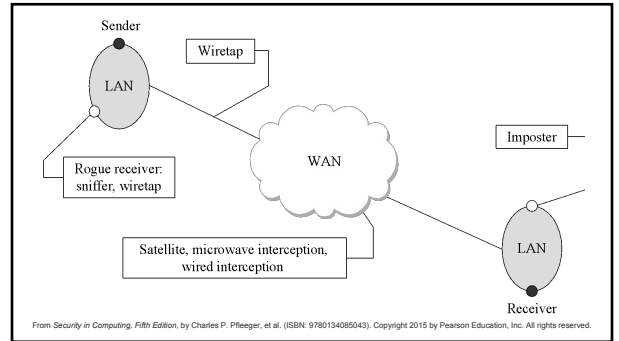 Sender
Wiretap
LAN
Imposter
WAN
Rogue receiver:
sniffer, wiretap
Satellite, microwave interception,
wired interception
LAN
Receiver
From Security in Computing, Fifth Edition, by Charles P. Pfleeger, et al. (ISBN: 9780134085043). Copyright 2015 by Pearson Education, Inc. All rights reserved.